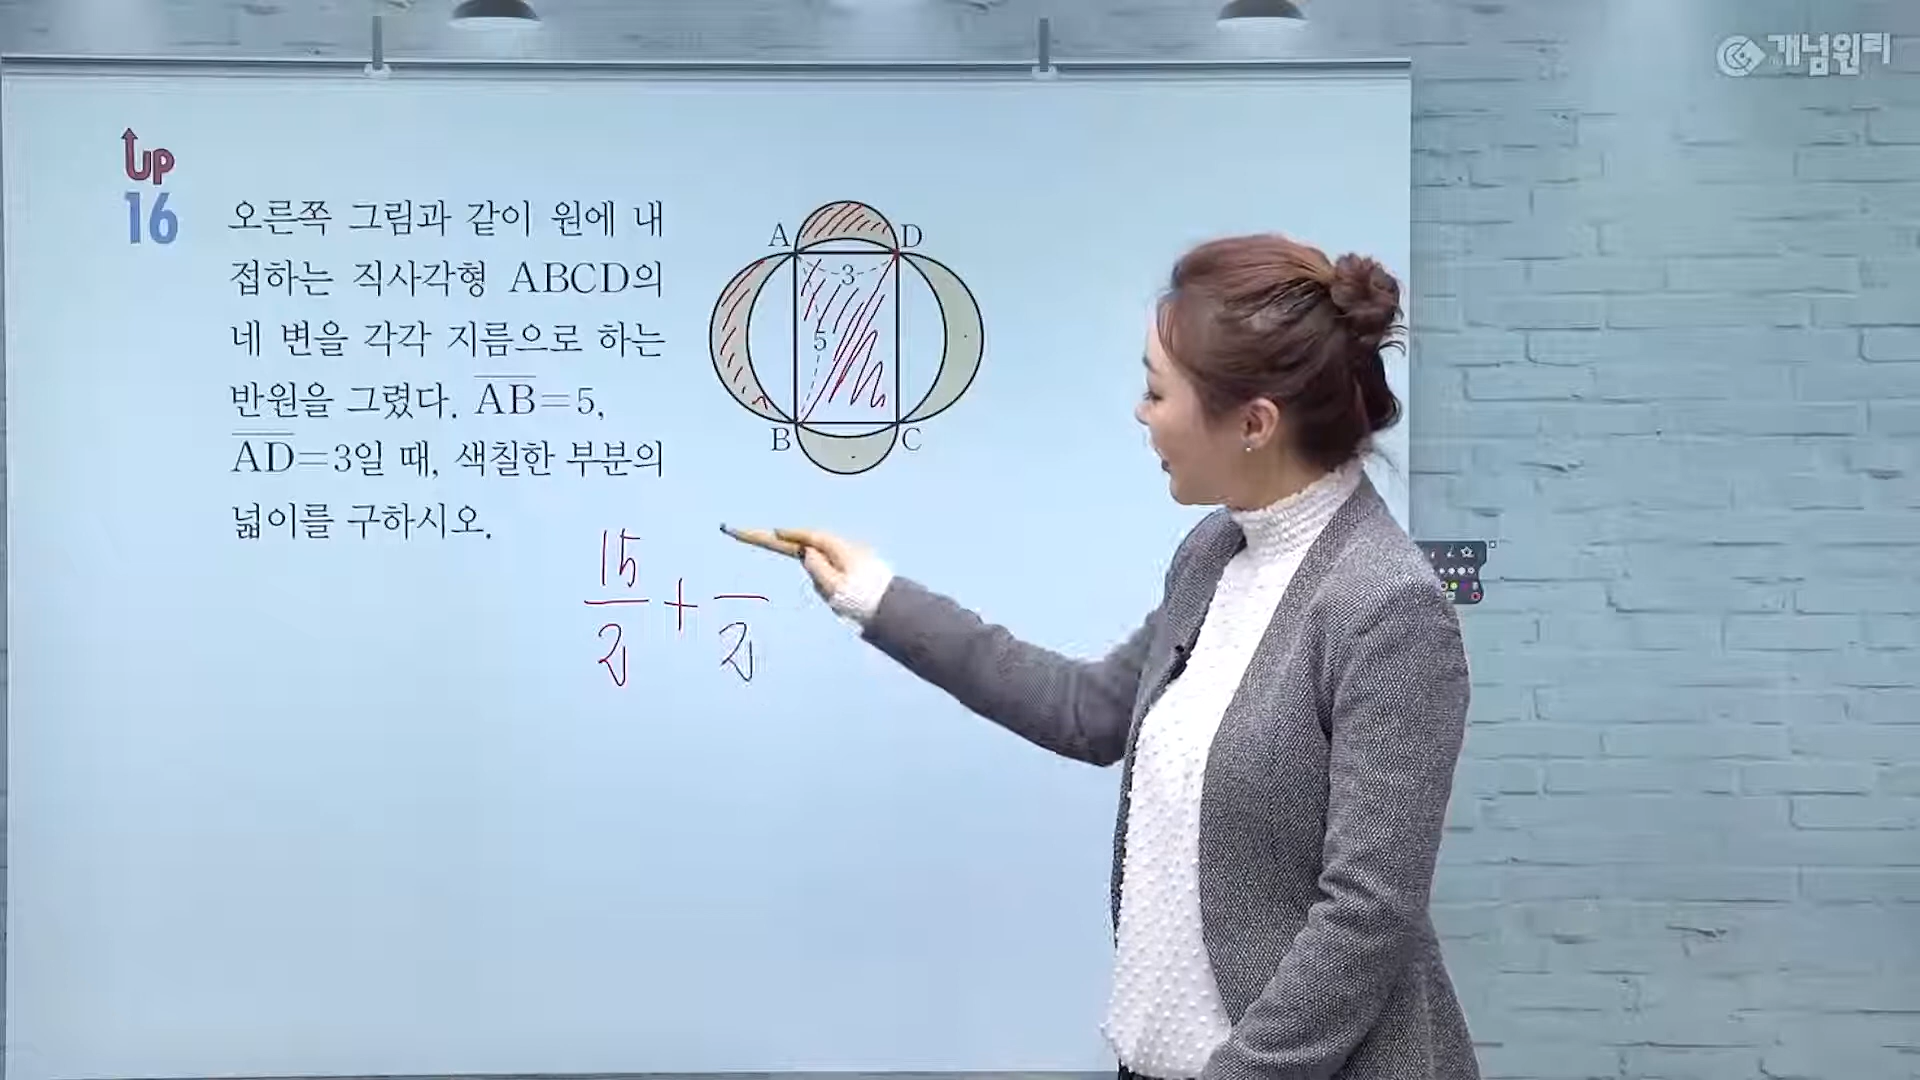 개념원리
UP
16
오른쪽 그림과 같이 원에 내
접하는 직사각형 ABCD의
네 변을 각각 지름으로 하는
반원을 그렸다. AB=5,
AD=3일 때, 색칠한 부분의
넓이를 구하시오.
A
D
3
5
B
C
15/2 + /2